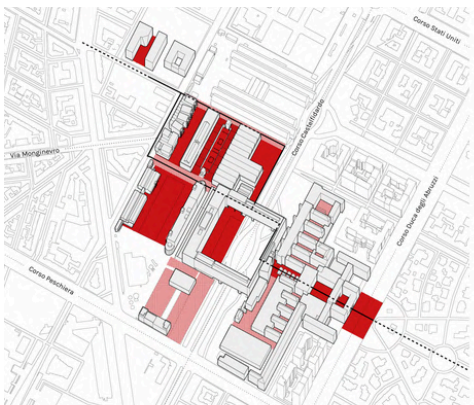 Corso Stati Uniti
Corso Castelfidardo
Via Monginevro
Corso Duca degli Abruzzi
Corso Peschiera